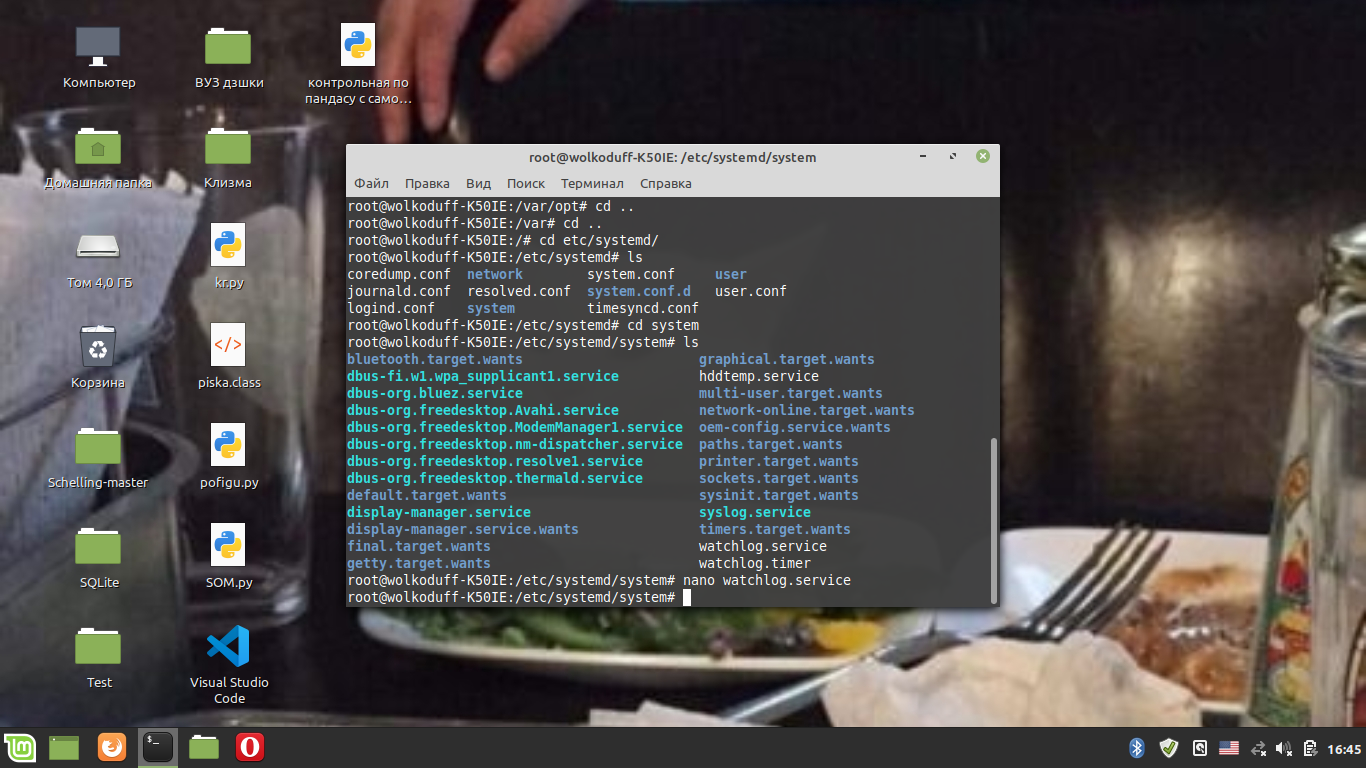 Компьютер
ВУЗ дзшки
контрольная по
пандасу с само…
Домашняя папка
Клизма
Том 4,0 ГБ
kr.py
Корзина
piska.class
Schelling-master
pofigu.py
SQLite
SOM.py
Test
Visual Studio
Code
root@wolkoduff-K50IE: /etc/systemd/system
Файл Правка Вид Поиск Терминал Справка
root@wolkoduff-K50IE:/var/opt# cd ..
root@wolkoduff-K50IE:/var# cd ..
root@wolkoduff-K50IE:/# cd etc/systemd/
root@wolkoduff-K50IE:/etc/systemd# ls
coredump.conf network system.conf user
journald.conf resolved.conf system.conf.d user.conf
logind.conf system timesyncd.conf
root@wolkoduff-K50IE:/etc/systemd# cd system
root@wolkoduff-K50IE:/etc/systemd/system# ls
bluetooth.target.wants graphical.target.wants
dbus-fi.w1.wpa_supplicant1.service hddtemp.service
dbus-org.bluez.service multi-user.target.wants
dbus-org.freedesktop.Avahi.service network-online.target.wants
dbus-org.freedesktop.ModemManager1.service oem-config.service.wants
dbus-org.freedesktop.nm-dispatcher.service paths.target.wants
dbus-org.freedesktop.resolve1.service printer.target.wants
dbus-org.freedesktop.thermald.service sockets.target.wants
default.target.wants sysinit.target.wants
display-manager.service syslog.service
display-manager.service.wants timers.target.wants
final.target.wants watchlog.service
getty.target.wants watchlog.timer
root@wolkoduff-K50IE:/etc/systemd/system# nano watchlog.service
root@wolkoduff-K50IE:/etc/systemd/system#
16:45